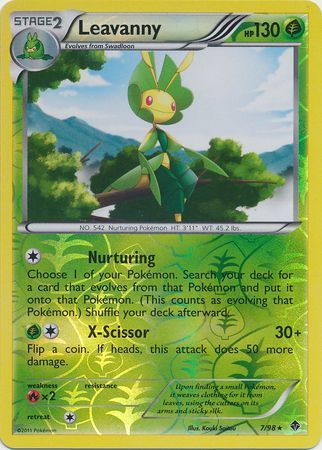 STAGE2
Leavanny
HP130
Evolves from Swadloon
NO. 542 Nurturing Pokémon HT: 3'11" WT: 45.2 lbs.
Nurturing
Choose 1 of your Pokémon. Search your deck for
a card that evolves from that Pokémon and put it
onto that Pokémon. (This counts as evolving that
Pokémon.) Shuffle your deck afterward.
X-Scissor 30+
Flip a coin. If heads, this attack does 50 more
damage.
weakness resistance
×2
retreat
Upon finding a small Pokémon,
it weaves clothing for it from
leaves, using the cutters on its
arms and sticky silk.
©2011 Pokémon
Illus. Kouki Saitou
7/98